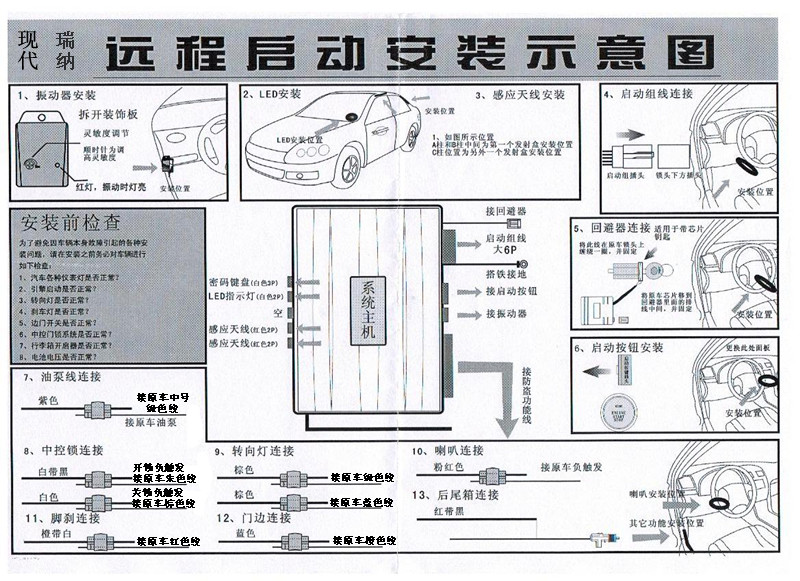 现代 瑞纳 远程启动安装示意图
1、振动器安装
拆开装饰板
灵敏度调节
顺时针为调
高灵敏度
红灯，振动时灯亮
安装位置
2、LED安装
LED安装位置
3、感应天线安装
安装位置
1、如图所示位置
A柱和B柱中间为第一个发射盒安装位置
C柱位置为另外一个发射盒安装位置
4、启动组线连接
启动组插头
锁头下方插头
安装位置
安装前检查
为了避免因车辆本身故障引起的各种安
装问题，请在安装之前务必对车辆进行
如下检查：
1、汽车各种仪表灯是否正常？
2、引擎启动是否正常？
3、转向灯是否正常？
4、刹车灯是否正常？
5、边门开关是否正常？
6、中控门锁系统是否正常？
7、行李箱开启器是否正常？
8、电池电压是否正常？
密码键盘(白色3P)
LED指示灯(白色2P)
空
感应天线(红色2P)
感应天线(红色2P)
系统主机
接回避器
启动组线
大6P
搭铁接地
接启动按钮
接振动器
接防盗功能线
5、回避器连接
适用于带芯片
钥匙
将此线在原车锁头上
缠绕一圈，并固定
将原车芯片移到
回避器里面的排
线中间，并固定
安装位置
6、启动按钮安装
更换此处面板
ENGINE
START
STOP
安装位置
7、油泵线连接
紫色
接原车中号
绿色线
接原车油泵
8、中控锁连接
白带黑
开锁负触发
接原车朱色线
白色
关锁负触发
接原车棕色线
9、转向灯连接
棕色
接原车绿色线
棕色
接原车蓝色线
10、喇叭连接
粉红色
接原车负触发
11、脚刹连接
橙带白
接原车红色线
12、门边连接
蓝色
接原车橙色线
13、后尾箱连接
红带黑
喇叭安装位置
其它功能安装位置